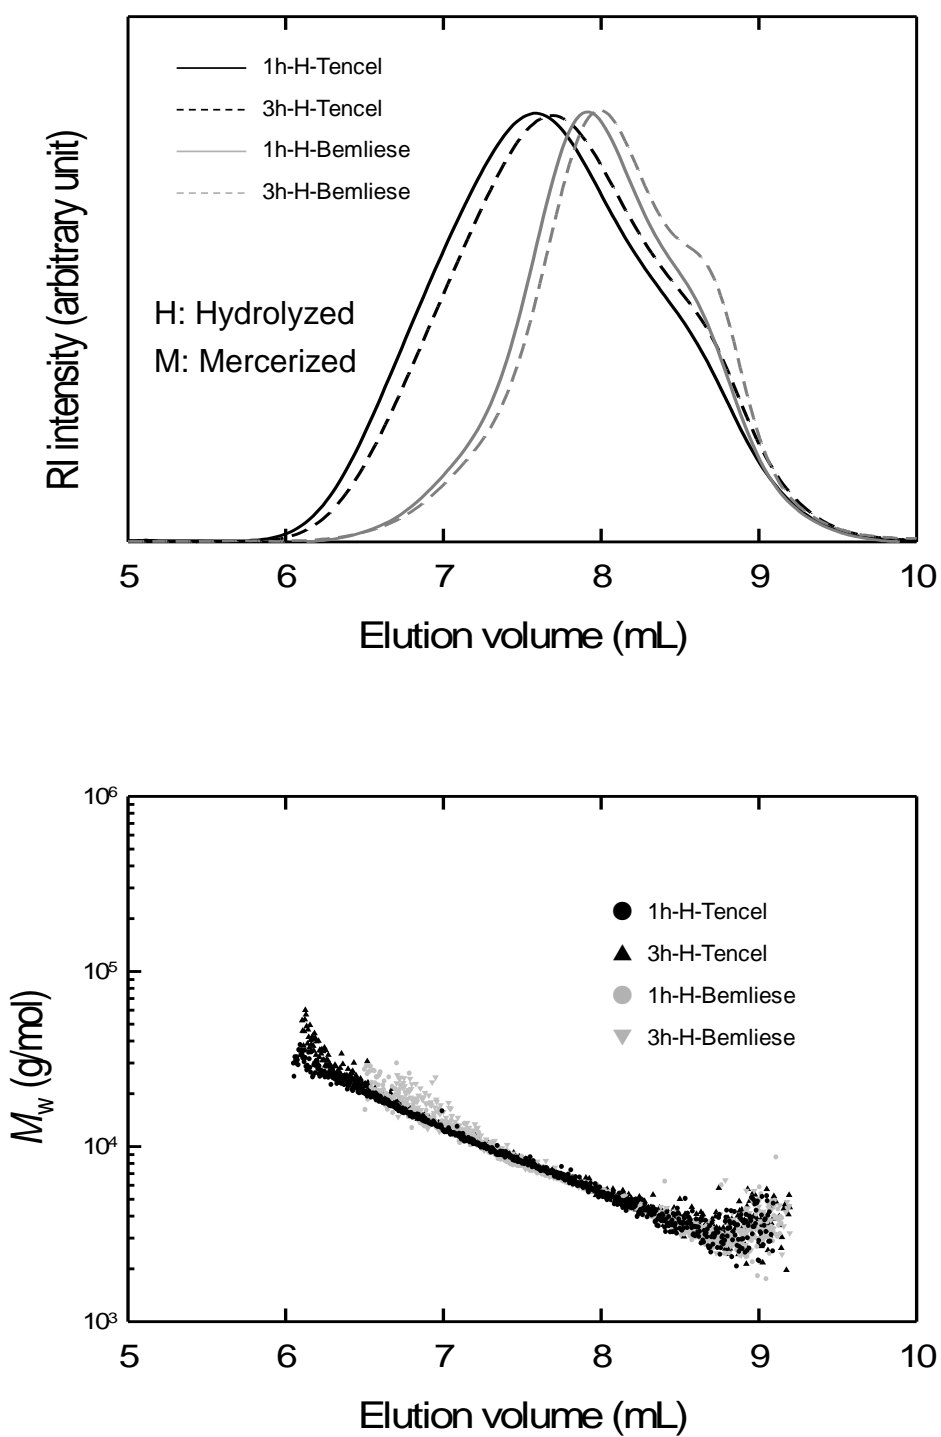 1h-H-Tencel
3h-H-Tencel
1h-H-Bemliese
3h-H-Bemliese
H: Hydrolyzed
M: Mercerized
RI intensity (arbitrary unit)
5 6 7 8 9 10
Elution volume (mL)
10⁶
10⁵
10⁴
10³
1h-H-Tencel
3h-H-Tencel
1h-H-Bemliese
3h-H-Bemliese
Mw (g/mol)
5 6 7 8 9 10
Elution volume (mL)